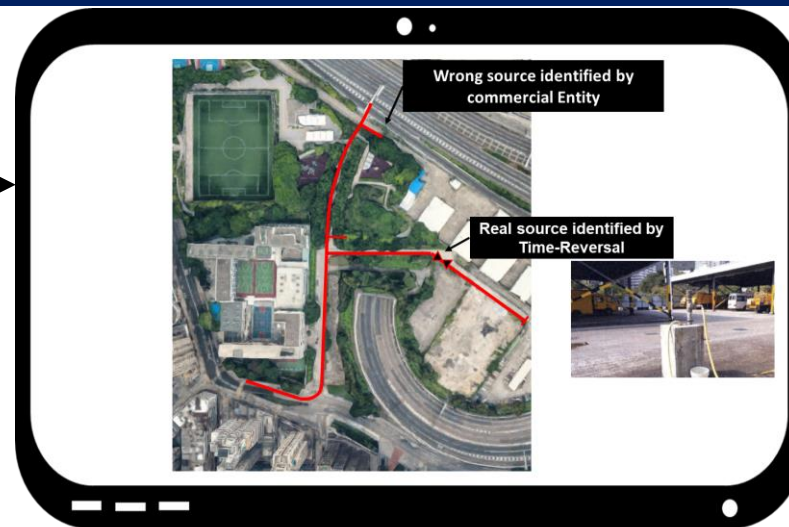 Wrong source identified by
commercial Entity
Real source identified by
Time-Reversal